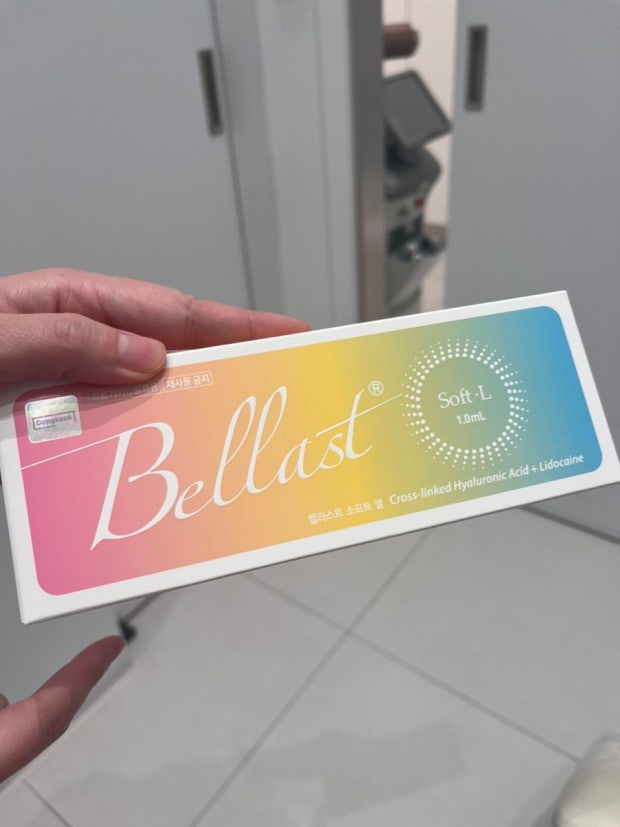 재사용 금지
Dongkook
Bellast®
Soft·L
1.0mL
벨라스트 소프트 엘 Cross-linked Hyaluronic Acid + Lidocaine